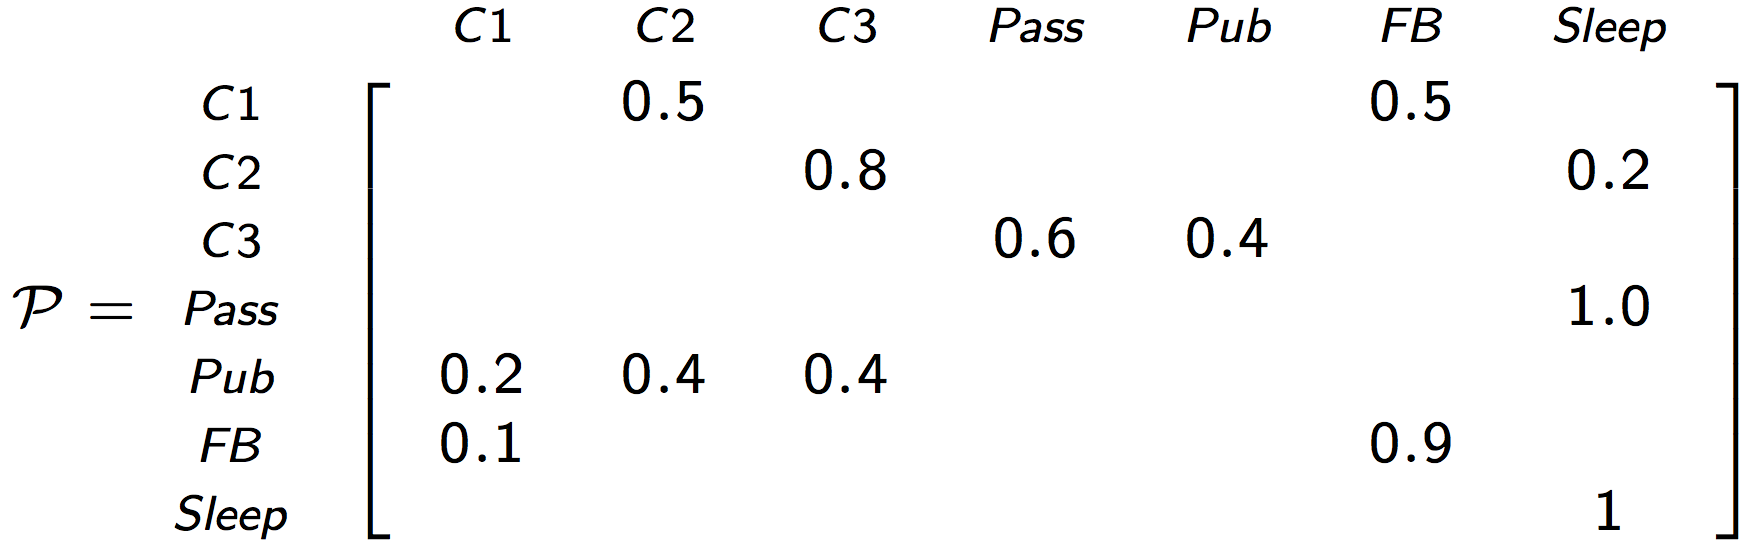 C1 C2 C3 Pass Pub FB Sleep
C1 0.5 0.5
C2 0.8 0.2
C3 0.6 0.4
𝒫 = Pass 1.0
Pub 0.2 0.4 0.4
FB 0.1 0.9
Sleep 1